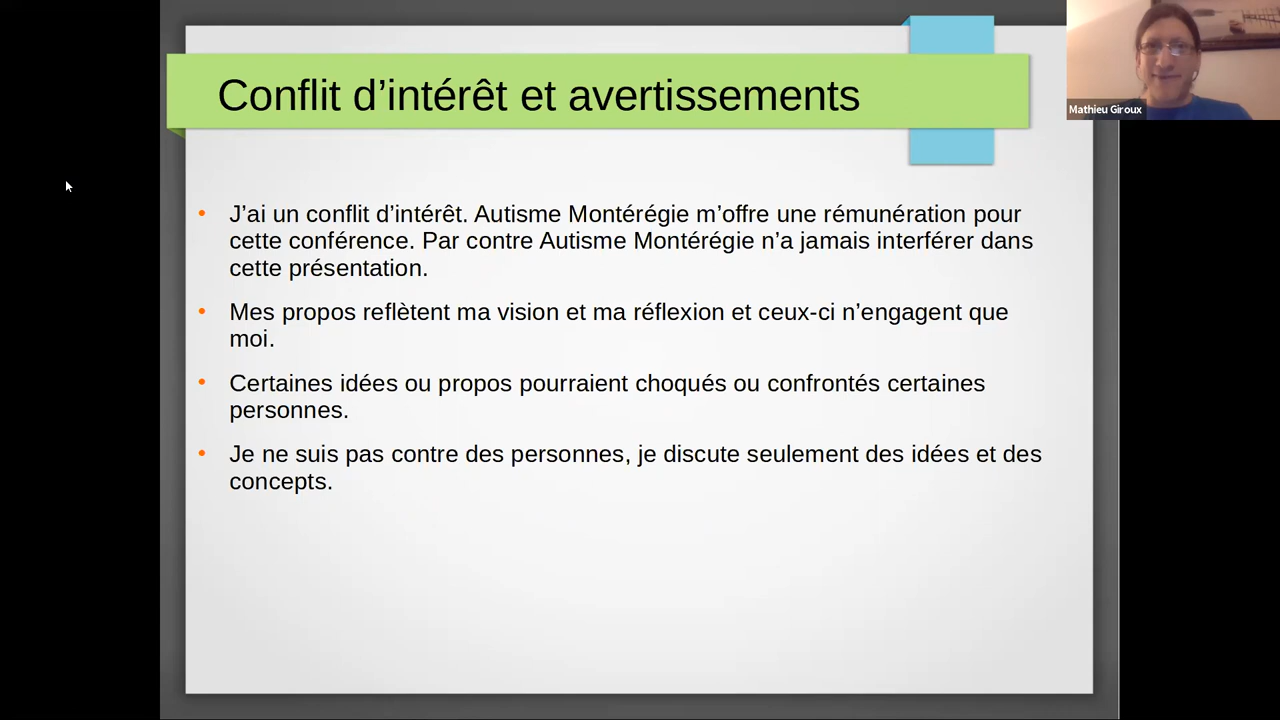 Conflit d’intérêt et avertissements
Mathieu Giroux
• J’ai un conflit d’intérêt. Autisme Montérégie m’offre une rémunération pour
cette conférence. Par contre Autisme Montérégie n’a jamais interférer dans
cette présentation.
• Mes propos reflètent ma vision et ma réflexion et ceux-ci n’engagent que
moi.
• Certaines idées ou propos pourraient choqués ou confrontés certaines
personnes.
• Je ne suis pas contre des personnes, je discute seulement des idées et des
concepts.